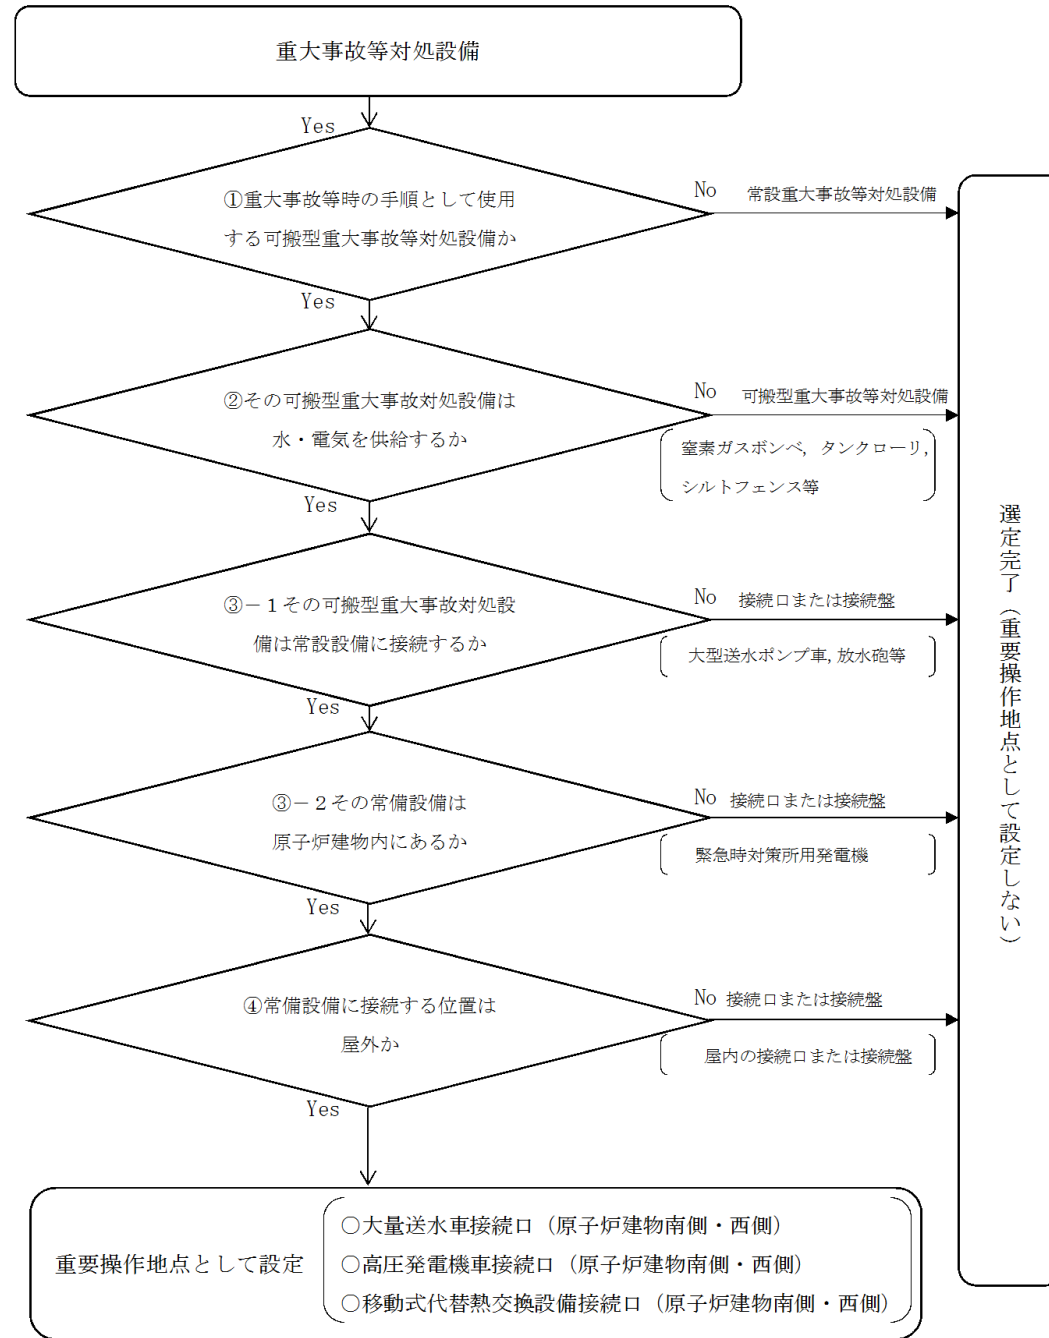 重大事故等対処設備
Yes
①重大事故等時の手順として使用
する可搬型重大事故等対処設備か
No 常設重大事故等対処設備
Yes
②その可搬型重大事故対処設備は
水・電気を供給するか
No 可搬型重大事故等対処設備
窒素ガスボンベ，タンクローリ，
シルトフェンス等
Yes
③－１その可搬型重大事故対処設
備は常設設備に接続するか
No 接続口または接続盤
大型送水ポンプ車，放水砲等
Yes
③－２その常備設備は
原子炉建物内にあるか
No 接続口または接続盤
緊急時対策所用発電機
Yes
④常備設備に接続する位置は
屋外か
No 接続口または接続盤
屋内の接続口または接続盤
Yes
選定完了（重要操作地点として設定しない）
重要操作地点として設定
○大量送水車接続口（原子炉建物南側・西側）
○高圧発電機車接続口（原子炉建物南側・西側）
○移動式代替熱交換設備接続口（原子炉建物南側・西側）